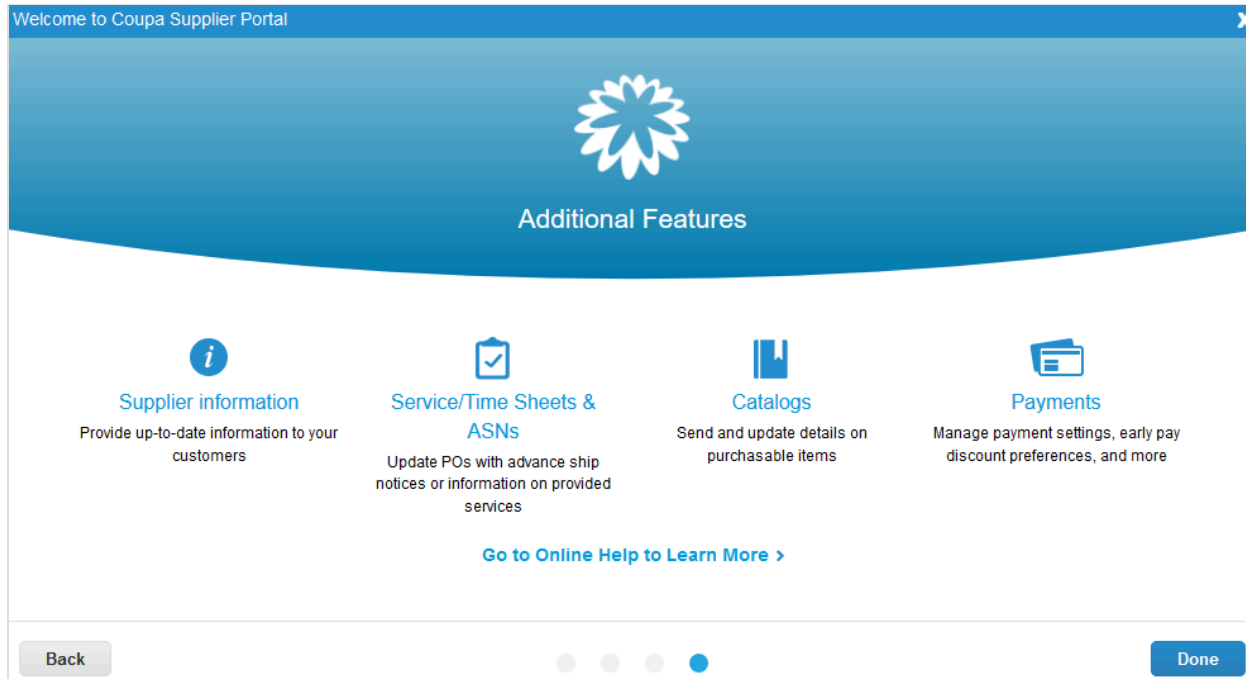 Welcome to Coupa Supplier Portal
Additional Features
Supplier information
Provide up-to-date information to your
customers
Service/Time Sheets &
ASNs
Update POs with advance ship
notices or information on provided
services
Catalogs
Send and update details on
purchasable items
Payments
Manage payment settings, early pay
discount preferences, and more
Go to Online Help to Learn More >
Back
Done